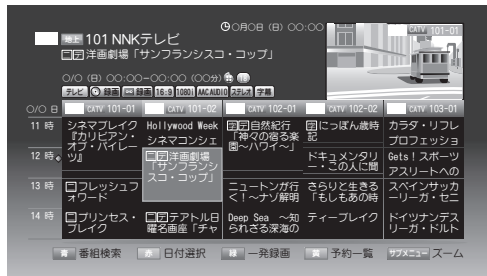 ○月○日（日）○○:○○
CATV 101-01
地上 101 NNKテレビ
二字洋画劇場「サンフランシスコ・コップ」
○/○（日）○○:○○−○○:○○（○○分）
テレビ 録画 録画 16:9 1080i AAC AUDIO ステレオ 字幕
○/○ 日 CATV 101-01 CATV 101-02 CATV 102-01 CATV 102-02 CATV 103-01
11 時 シネマブレイク『カリビアン・オブ・バイレーツ』
Hollywood Week シネマコンシェ
字自然紀行「神々の宿る楽園〜ハワイ〜」
字にっぽん歳時記
カラダ・リフレ
プロフェッショ
12 時
二字洋画劇場「サンフランシスコ・コップ」
ドキュメンタリー・この人に聞
Gets！スポーツ
アスリートへの
13 時 二フレッシュフォワード
ニュートンが行く！〜ナゾ解明
さらりと生きる「もしもあの時
スペインサッカーリーガ・セニ
14 時 二プリンセス・ブレイク
二字テアトル日曜名画座「チャ
Deep Sea 〜知られざる深海の
ティーブレイク
ドイツナンデスリーガ・ドルト
青 番組検索 赤 日付選択 緑 一発録画 黄 予約一覧 サブメニュー ズーム